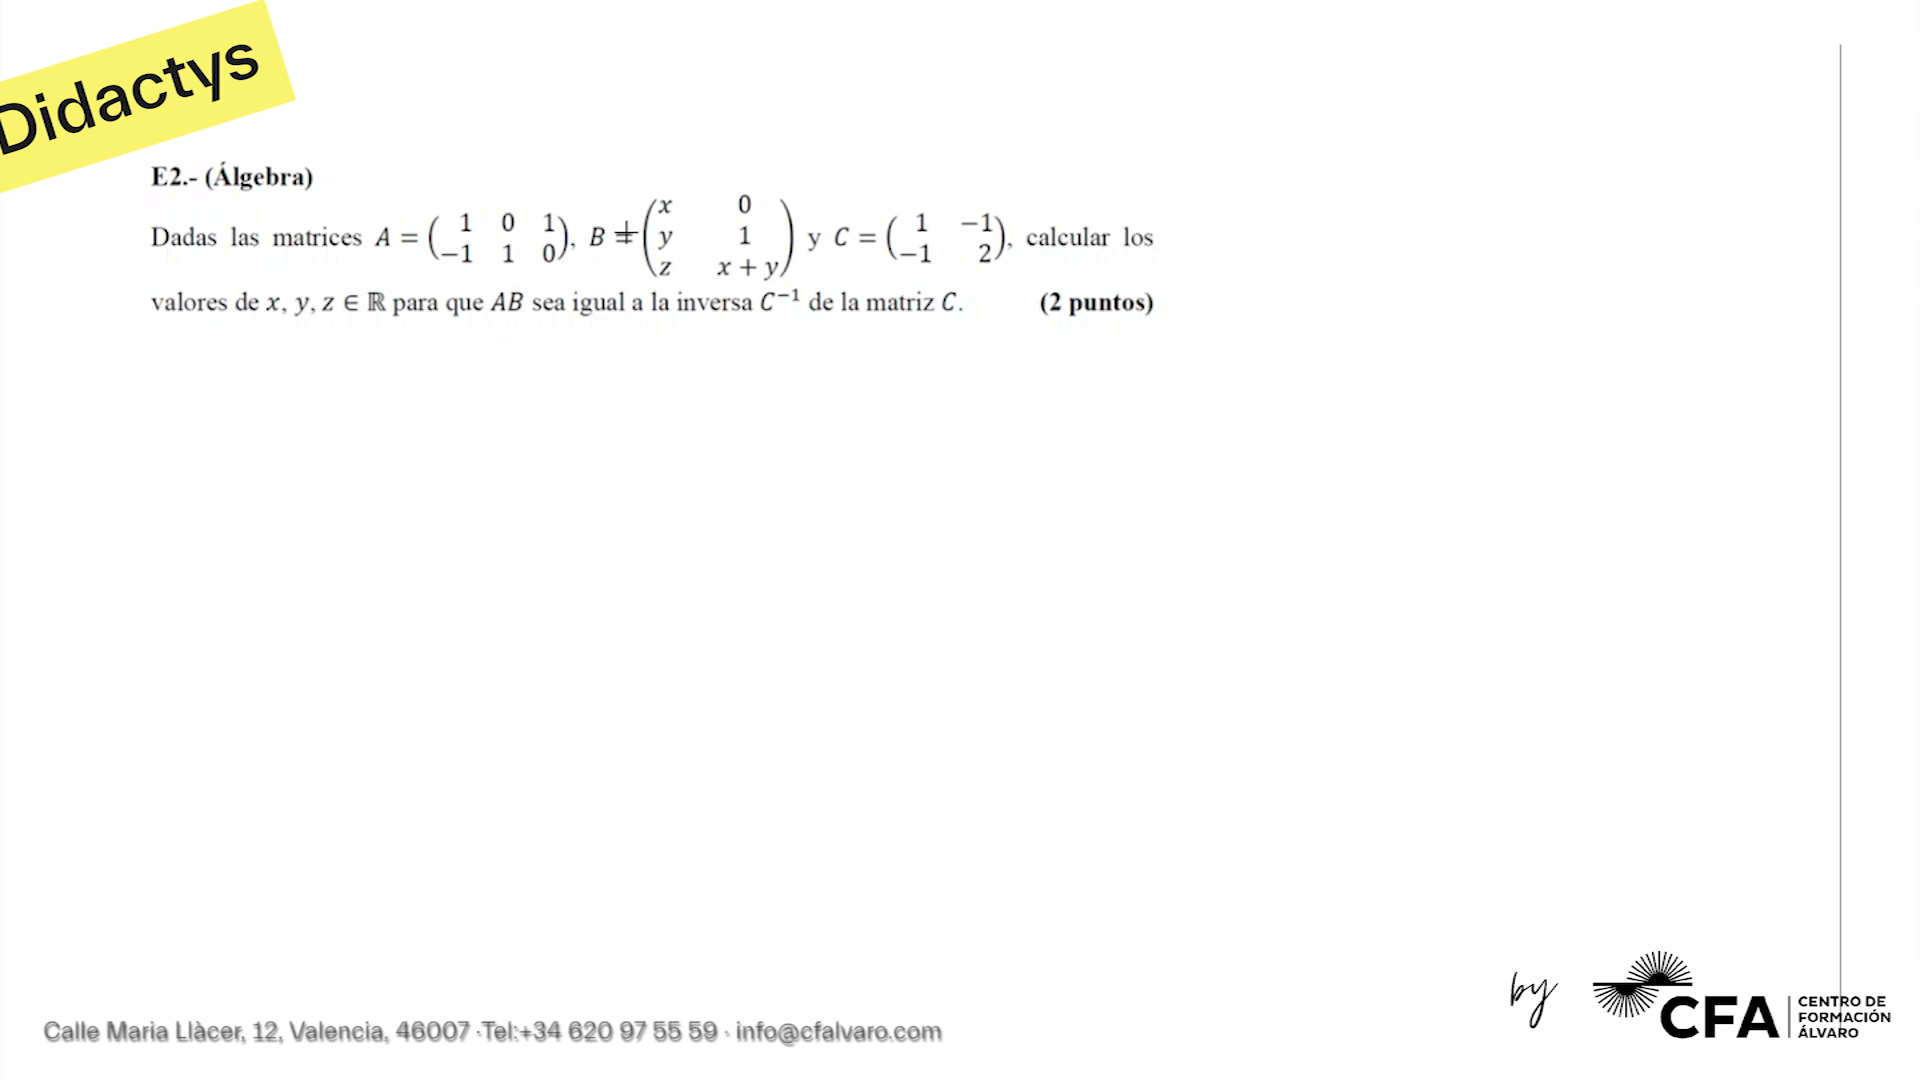 Didactys
E2.- (Álgebra)
Dadas las matrices A = ( 1 0 1 ; −1 1 0 ), B = ( x 0 ; y 1 ; z x + y ) y C = ( 1 −1 ; −1 2 ), calcular los
valores de x, y, z ∈ ℝ para que AB sea igual a la inversa C⁻¹ de la matriz C. (2 puntos)
by
CFA
CENTRO DE
FORMACIÓN
ÁLVARO
Calle Maria Llàcer, 12, Valencia, 46007 ·Tel:+34 620 97 55 59 · info@cfalvaro.com